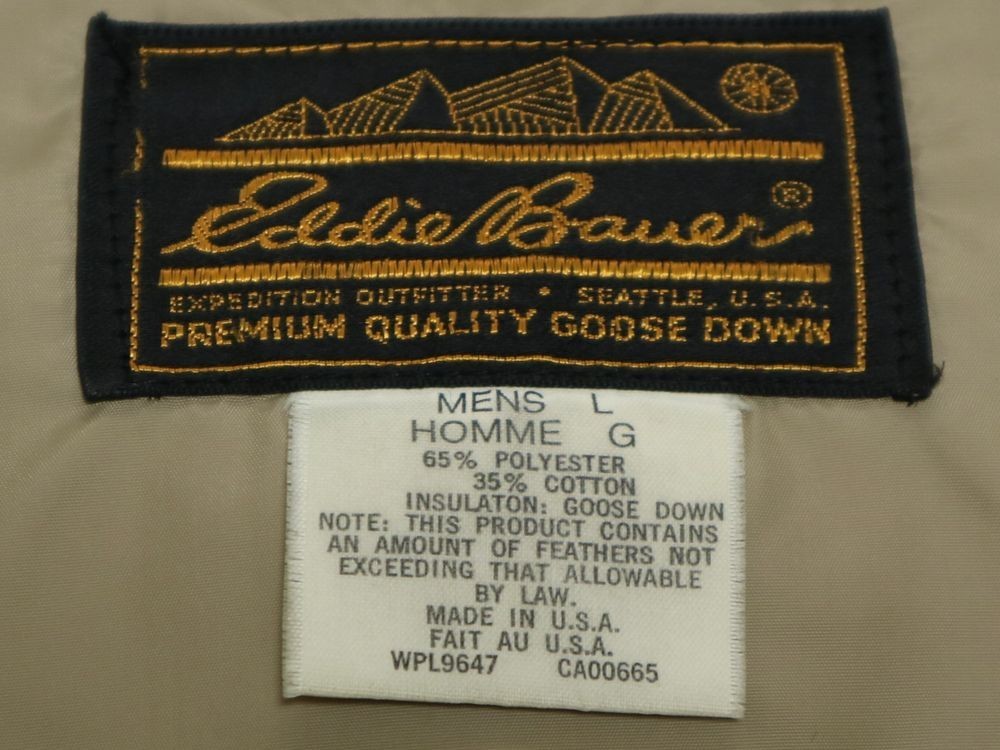 Eddie Bauer ®
EXPEDITION OUTFITTER • SEATTLE, U.S.A.
PREMIUM QUALITY GOOSE DOWN
MENS L
HOMME G
65% POLYESTER
35% COTTON
INSULATON: GOOSE DOWN
NOTE: THIS PRODUCT CONTAINS
AN AMOUNT OF FEATHERS NOT
EXCEEDING THAT ALLOWABLE
BY LAW.
MADE IN U.S.A.
FAIT AU U.S.A.
WPL9647 CA00665